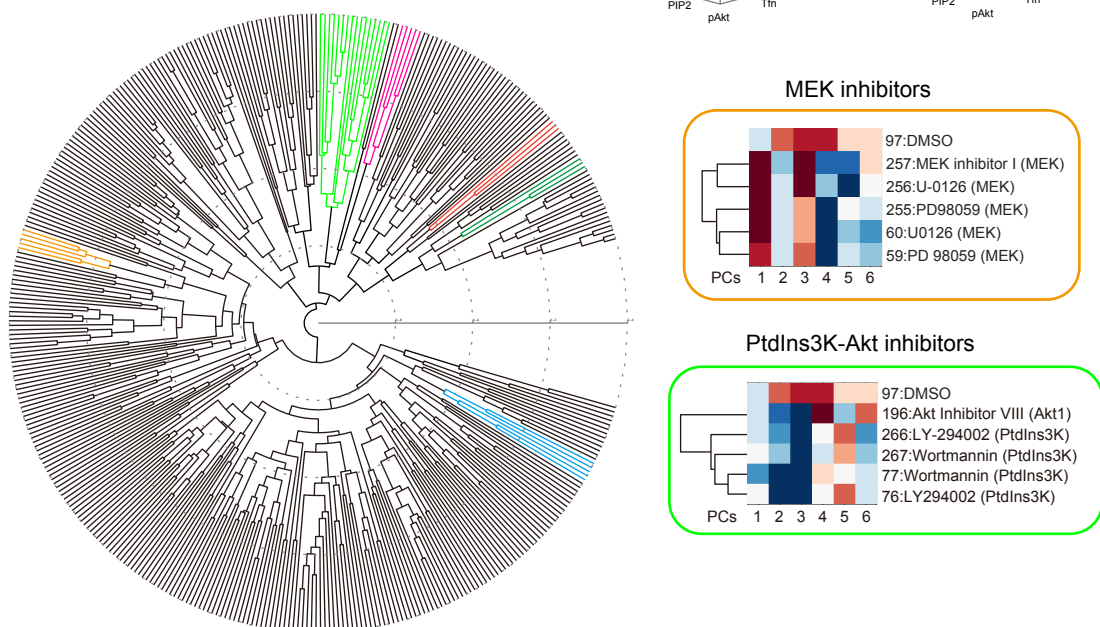 PIP2
pAkt
Tfn
PIP2
pAkt
MEK inhibitors
97:DMSO
257:MEK inhibitor I (MEK)
256:U-0126 (MEK)
255:PD98059 (MEK)
60:U0126 (MEK)
59:PD 98059 (MEK)
PCs 1 2 3 4 5 6
PtdIns3K-Akt inhibitors
97:DMSO
196:Akt Inhibitor VIII (Akt1)
266:LY-294002 (PtdIns3K)
267:Wortmannin (PtdIns3K)
77:Wortmannin (PtdIns3K)
76:LY294002 (PtdIns3K)
PCs 1 2 3 4 5 6